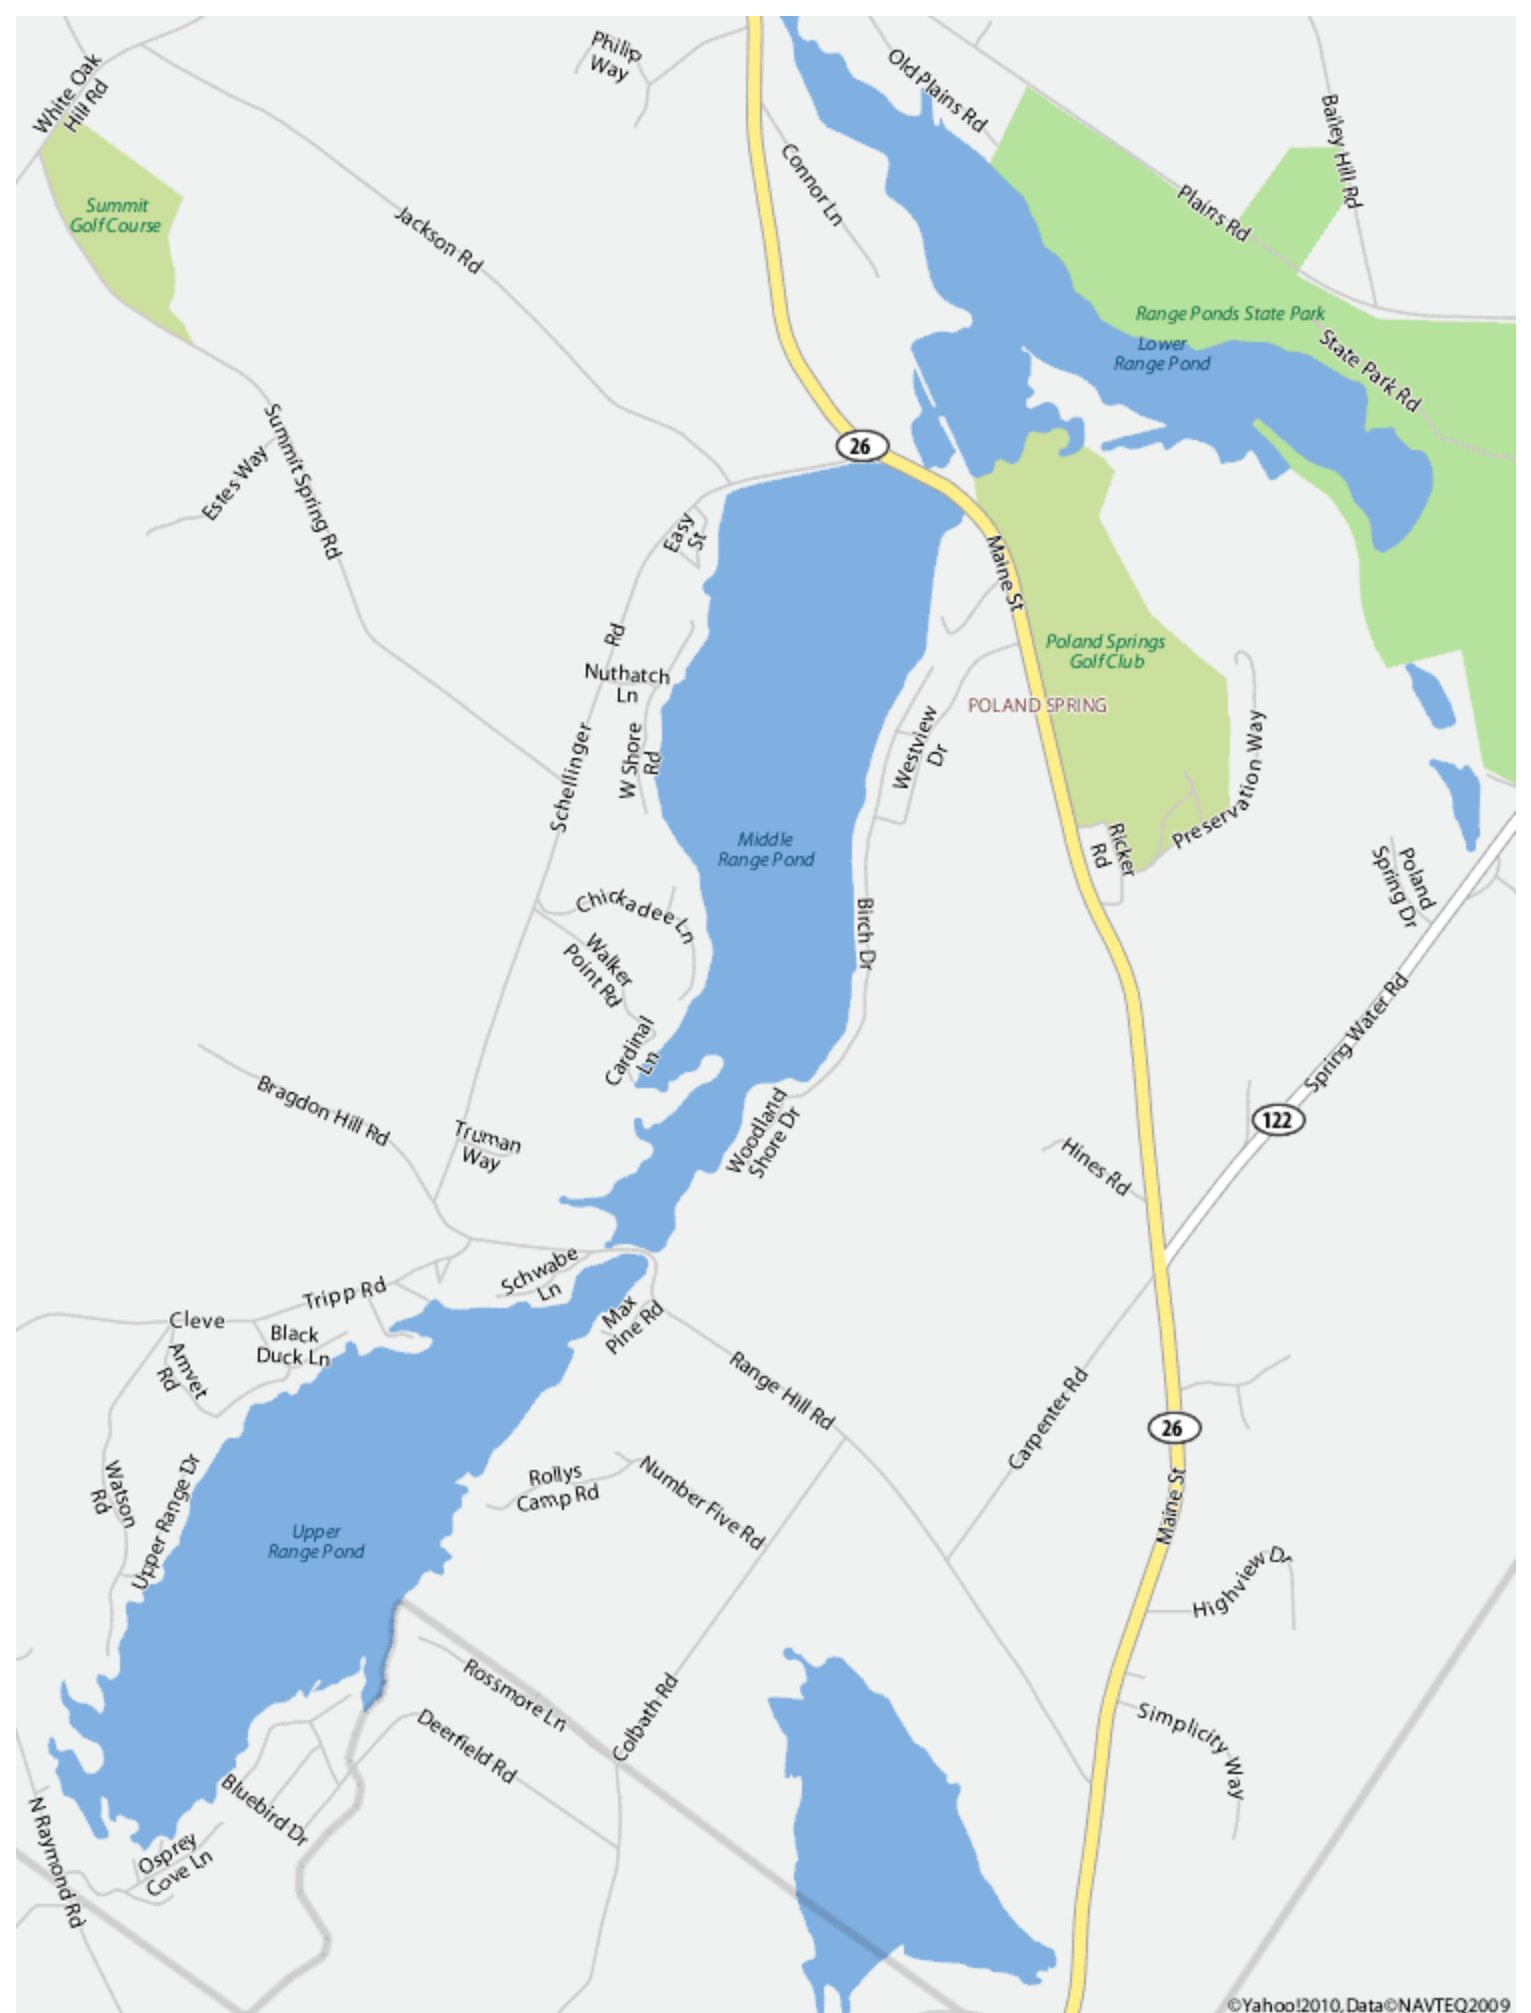 Philip
Way
Old Plains Rd
White Oak
Hill Rd
Bailey Hill Rd
Connor Ln
Plains Rd
Summit
Golf Course
Jackson Rd
Range Ponds State Park
Lower
Range Pond
State Park Rd
26
Summit Spring Rd
Estes Way
Easy
St
Maine St
Rd
Nuthatch
Ln
Poland Springs
Golf Club
POLAND SPRING
W Shore
Rd
Westview
Dr
Schellinger
Preservation Way
Middle
Range Pond
Ricker
Rd
Poland
Spring Dr
Chickadee Ln
Birch Dr
Walker
Point Rd
Cardinal
Ln
Spring Water Rd
Bragdon Hill Rd
Truman
Way
Woodland
Shore Dr
122
Hines Rd
Schwabe
Ln
Tripp Rd
Cleve
Max
Pine Rd
Black
Duck Ln
Amvet
Rd
Range Hill Rd
Carpenter Rd
26
Watson
Rd
Upper Range Dr
Rollys
Camp Rd
Number Five Rd
Maine St
Upper
Range Pond
Highview Dr
Rossmore Ln
Colbath Rd
Deerfield Rd
Simplicity Way
Bluebird Dr
N Raymond Rd
Osprey
Cove Ln
©Yahoo!2010, Data©NAVTEQ2009